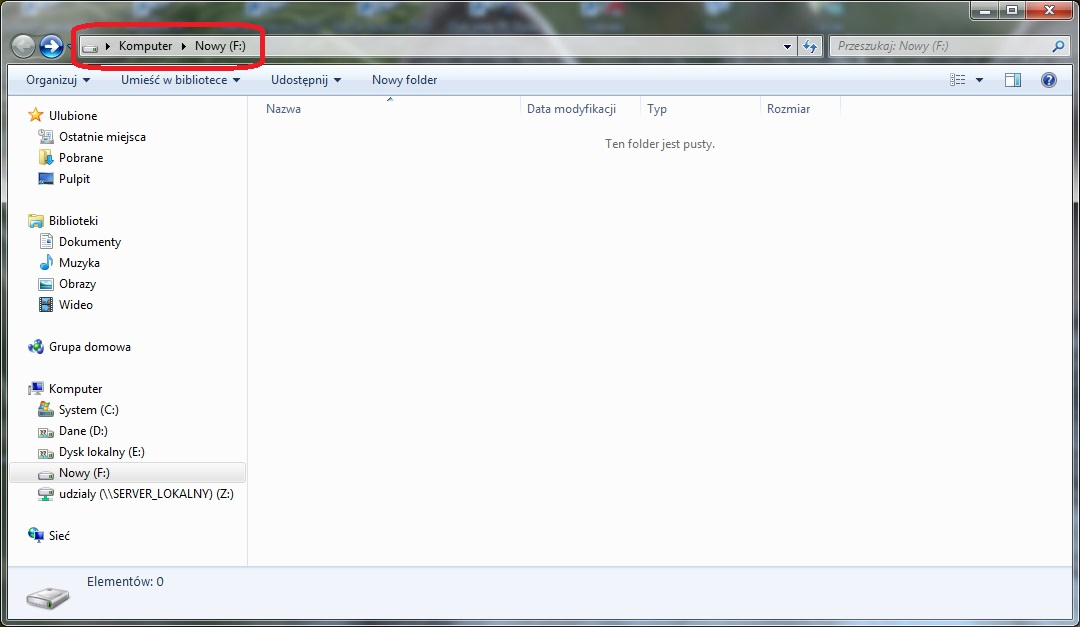 Komputer Nowy (F:)
Przeszukaj: Nowy (F:)
Organizuj Umieść w bibliotece Udostępnij Nowy folder
Nazwa Data modyfikacji Typ Rozmiar
Ten folder jest pusty.
Ulubione
Ostatnie miejsca
Pobrane
Pulpit
Biblioteki
Dokumenty
Muzyka
Obrazy
Wideo
Grupa domowa
Komputer
System (C:)
Dane (D:)
Dysk lokalny (E:)
Nowy (F:)
udzialy (\\SERVER_LOKALNY) (Z:)
Sieć
Elementów: 0